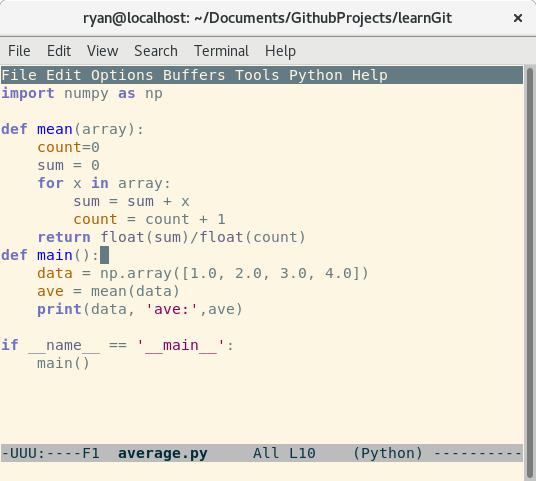 ryan@localhost: ~/Documents/GithubProjects/learnGit ×
File Edit View Search Terminal Help
File Edit Options Buffers Tools Python Help
import numpy as np

def mean(array):
    count=0
    sum = 0
    for x in array:
        sum = sum + x
        count = count + 1
    return float(sum)/float(count)
def main():
    data = np.array([1.0, 2.0, 3.0, 4.0])
    ave = mean(data)
    print(data, 'ave:',ave)

if __name__ == '__main__':
    main()

-UUU:----F1  average.py     All L10    (Python) ----------